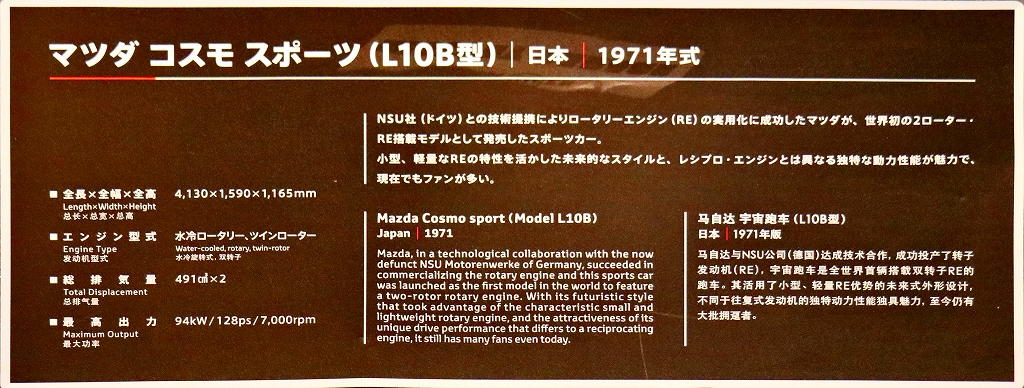 マツダ コスモ スポーツ（L10B型）｜日本｜1971年式
NSU社（ドイツ）との技術提携によりロータリーエンジン（RE）の実用化に成功したマツダが、世界初の2ローター・
RE搭載モデルとして発売したスポーツカー。
小型、軽量なREの特性を活かした未来的なスタイルと、レシプロ・エンジンとは異なる独特な動力性能が魅力で、
現在でもファンが多い。
■ 全長×全幅×全高 4,130×1,590×1,165mm
Length×Width×Height
总长×总宽×总高
■ エンジン型式 水冷ロータリー、ツインローター
Engine Type Water-cooled, rotary, twin-rotor
发动机型式 水冷旋转式，双转子
■ 総排気量 491㎤×2
Total Displacement
总排气量
■ 最高出力 94kW/128ps/7,000rpm
Maximum Output
最大功率
Mazda Cosmo sport (Model L10B)
Japan｜1971
Mazda, in a technological collaboration with the now
defunct NSU Motorenwerke of Germany, succeeded in
commercializing the rotary engine and this sports car
was launched as the first model in the world to feature
a two-rotor rotary engine. With its futuristic style
that took advantage of the characteristic small and
lightweight rotary engine, and the attractiveness of its
unique drive performance that differs to a reciprocating
engine, it still has many fans even today.
马自达 宇宙跑车（L10B型）
日本｜1971年版
马自达与NSU公司（德国）达成技术合作，成功投产了转子
发动机（RE），宇宙跑车是全世界首辆搭载双转子RE的
跑车。其活用了小型、轻量RE优势的未来式外形设计，
不同于往复式发动机的独特动力性能独具魅力，至今仍有
大批拥趸者。